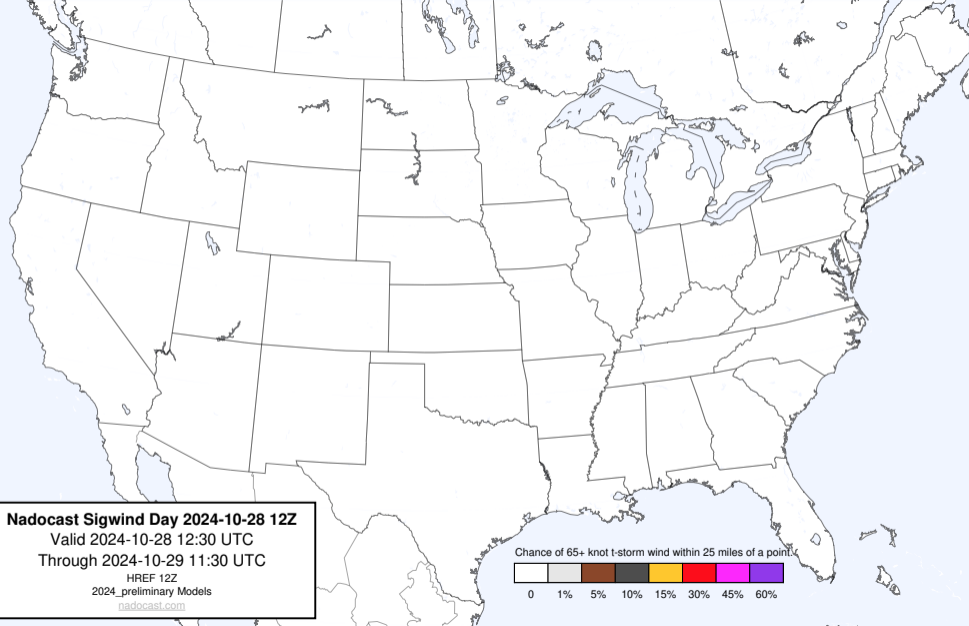 Nadocast Sigwind Day 2024-10-28 12Z
Valid 2024-10-28 12:30 UTC
Through 2024-10-29 11:30 UTC
HREF 12Z
2024_preliminary Models
nadocast.com
Chance of 65+ knot t-storm wind within 25 miles of a point.
0 1% 5% 10% 15% 30% 45% 60%